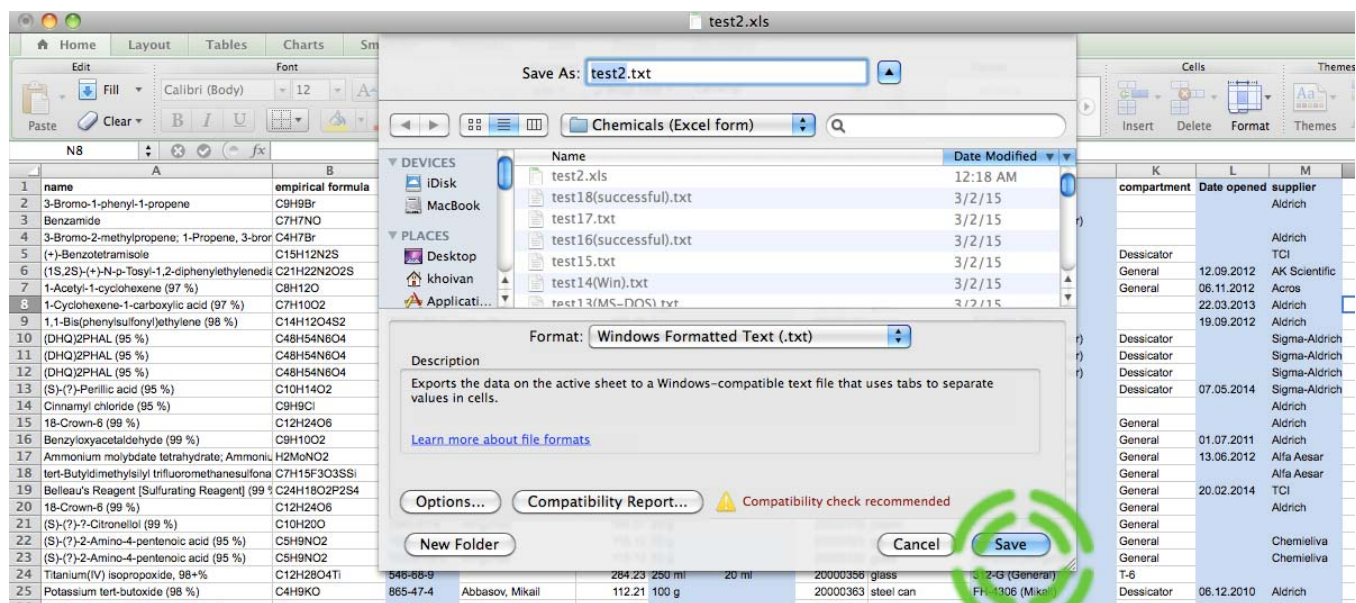 test2.xls
Home Layout Tables Charts Sm
Edit Font Cells Themes
Fill Calibri (Body) 12 A
Paste Clear B I U Insert Delete Format Themes
N8 fx
Save As: test2.txt
Chemicals (Excel form)
DEVICES
iDisk
MacBook
PLACES
Desktop
khoivan
Applicati...
Name Date Modified
test2.xls 12:18 AM
test18(successful).txt 3/2/15
test17.txt 3/2/15
test16(successful).txt 3/2/15
test15.txt 3/2/15
test14(Win).txt 3/2/15
test13(MS-DOS).txt 3/2/15
Format: Windows Formatted Text (.txt)
Description
Exports the data on the active sheet to a Windows-compatible text file that uses tabs to separate
values in cells.
Learn more about file formats
Options... Compatibility Report... Compatibility check recommended
New Folder Cancel Save
A B K L M
1 name empirical formula compartment Date opened supplier
2 3-Bromo-1-phenyl-1-propene C9H9Br Aldrich
3 Benzamide C7H7NO
4 3-Bromo-2-methylpropene; 1-Propene, 3-bror C4H7Br Aldrich
5 (+)-Benzotetramisole C15H12N2S Dessicator TCI
6 (1S,2S)-(+)-N-p-Tosyl-1,2-diphenylethylenedia C21H22N2O2S General 12.09.2012 AK Scientific
7 1-Acetyl-1-cyclohexene (97 %) C8H12O General 06.11.2012 Acros
8 1-Cyclohexene-1-carboxylic acid (97 %) C7H10O2 22.03.2013 Aldrich
9 1,1-Bis(phenylsulfonyl)ethylene (98 %) C14H12O4S2 19.09.2012 Aldrich
10 (DHQ)2PHAL (95 %) C48H54N6O4 Dessicator Sigma-Aldrich
11 (DHQ)2PHAL (95 %) C48H54N6O4 Dessicator Sigma-Aldrich
12 (DHQ)2PHAL (95 %) C48H54N6O4 Dessicator Sigma-Aldrich
13 (S)-(?)-Perillic acid (95 %) C10H14O2 Dessicator 07.05.2014 Sigma-Aldrich
14 Cinnamyl chloride (95 %) C9H9Cl Aldrich
15 18-Crown-6 (99 %) C12H24O6 General Aldrich
16 Benzyloxyacetaldehyde (99 %) C9H10O2 General 01.07.2011 Aldrich
17 Ammonium molybdate tetrahydrate; Ammoniu H2MoNO2 General 13.06.2012 Alfa Aesar
18 tert-Butyldimethylsilyl trifluoromethanesulfona C7H15F3O3SSi General Alfa Aesar
19 Belleau's Reagent [Sulfurating Reagent] (99 % C24H18O2P2S4 General 20.02.2014 TCI
20 18-Crown-6 (99 %) C12H24O6 General Aldrich
21 (S)-(?)-?-Citronellol (99 %) C10H20O General
22 (S)-(?)-2-Amino-4-pentenoic acid (95 %) C5H9NO2 General Chemieliva
23 (S)-(?)-2-Amino-4-pentenoic acid (95 %) C5H9NO2 General Chemieliva
24 Titanium(IV) isopropoxide, 98+% C12H28O4Ti 546-68-9 284.23 250 ml 20 ml 20000356 glass 312-G (General) T-6
25 Potassium tert-butoxide (98 %) C4H9KO 865-47-4 Abbasov, Mikail 112.21 100 g 20000363 steel can FH-4306 (Mikail) Dessicator 06.12.2010 Aldrich